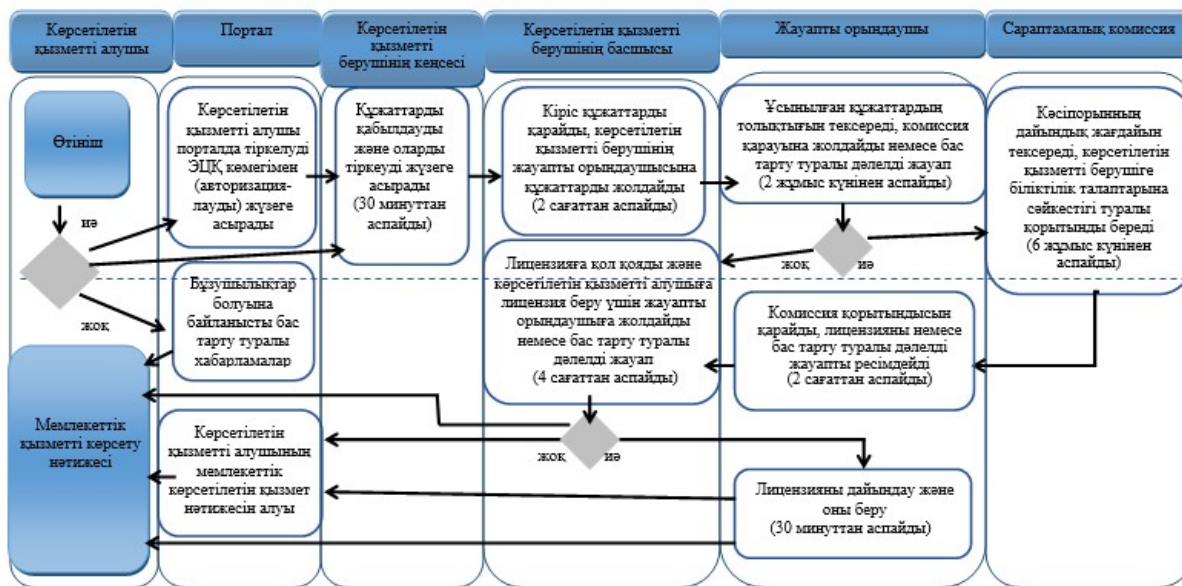 Көрсетілетін
қызметті алушы
Портал
Көрсетілетін
қызметті
берушінің кеңсесі
Көрсетілетін қызметті
берушінің басшысы
Жауапты орындаушы
Сараптамалық комиссия
Өтініш
иә
жоқ
Мемлекеттік
қызметті көрсету
нәтижесі
Көрсетілетін
қызметті алушы
порталда тіркелуді
ЭЦҚ көмегімен
(авторизация-
лауды) жүзеге
асырады
Бұзушылықтар
болуына
байланысты бас
тарту туралы
хабарламалар
Көрсетілетін
қызметті алушының
мемлекеттік
көрсетілетін қызмет
нәтижесін алуы
Құжаттарды
қабылдауды
және оларды
тіркеуді жүзеге
асырады
(30 минуттан
аспайды)
Кіріс құжаттарды
қарайды, көрсетілетін
қызметті берушінің
жауапты орындаушысына
құжаттарды жолдайды
(2 сағаттан аспайды)
Лицензияға қол қояды және
көрсетілетін қызметті алушыға
лицензия беру үшін жауапты
орындаушыға жолдайды
немесе бас тарту туралы
дәлелді жауап
(4 сағаттан аспайды)
жоқ
иә
Ұсынылған құжаттардың
толықтығын тексереді, комиссия
қарауына жолдайды немесе бас
тарту туралы дәлелді жауап
(2 жұмыс күнінен аспайды)
жоқ
иә
Комиссия қорытындысын
қарайды, лицензияны немесе
бас тарту туралы дәлелді
жауапты ресімдейді
(2 сағаттан аспайды)
Лицензияны дайындау және
оны беру
(30 минуттан аспайды)
Кәсіпорынның
дайындық жағдайын
тексереді, көрсетілетін
қызметті берушіге
біліктілік талаптарына
сәйкестігі туралы
қорытынды береді
(6 жұмыс күнінен
аспайды)